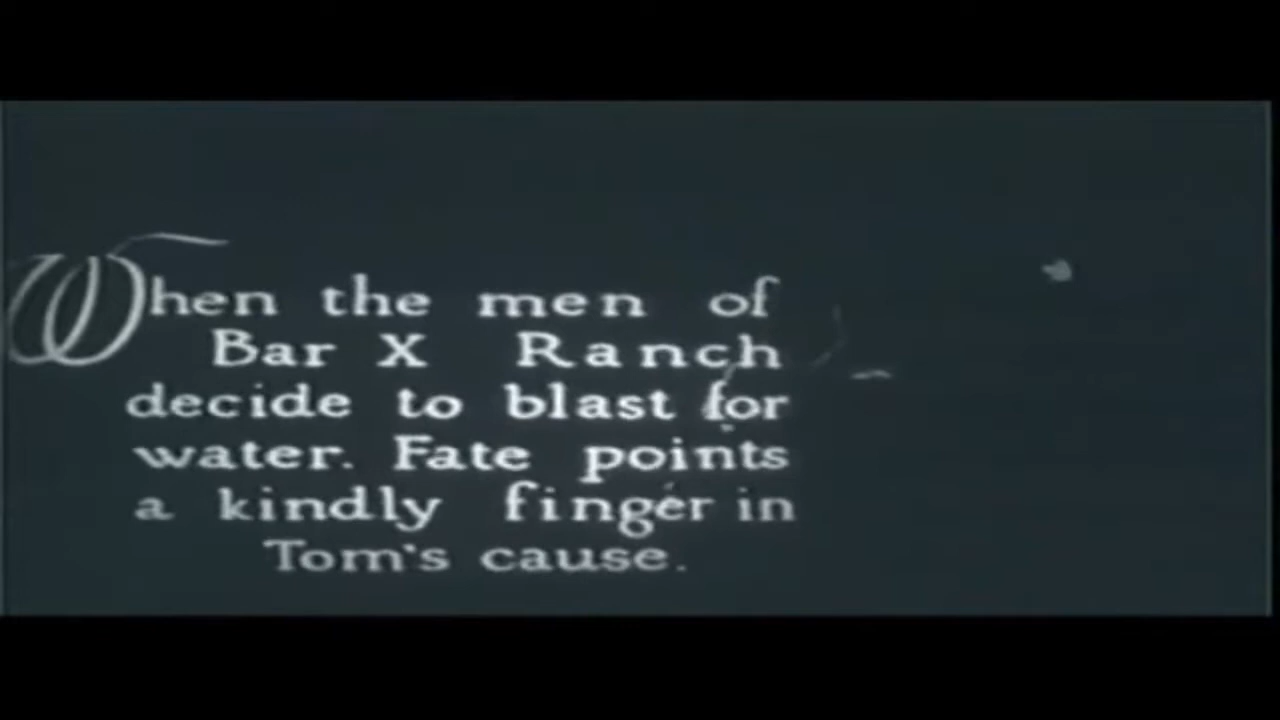 When the men of
Bar X Ranch
decide to blast for
water. Fate points
a kindly finger in
Tom's cause.